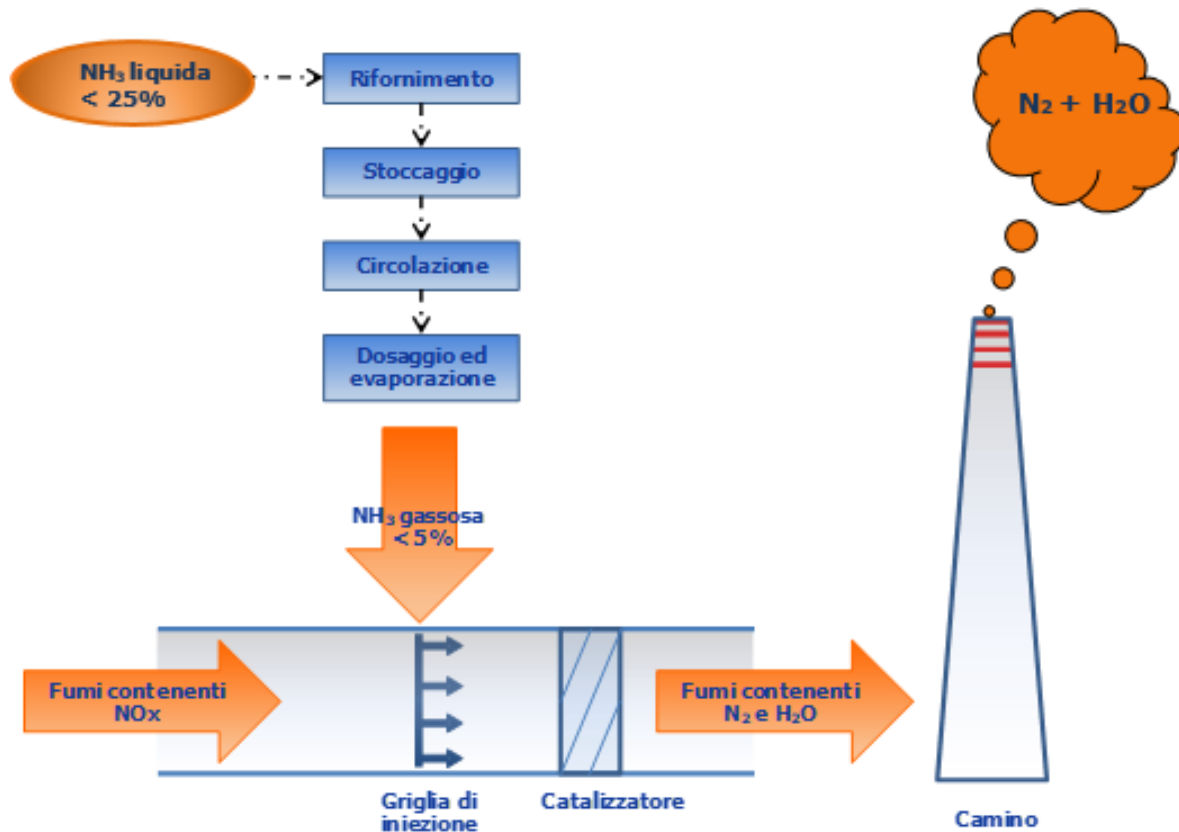 NH₃ liquida
< 25%
Rifornimento
Stoccaggio
Circolazione
Dosaggio ed
evaporazione
NH₃ gassosa
<5%
N₂ + H₂O
Fumi contenenti
NOx
Fumi contenenti
N₂ e H₂O
Griglia di
iniezione
Catalizzatore
Camino